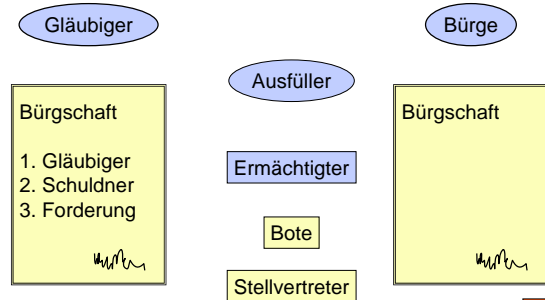 Gläubiger
Bürge
Ausfüller
Bürgschaft
1. Gläubiger
2. Schuldner
3. Forderung
Ermächtigter
Bote
Stellvertreter
Bürgschaft